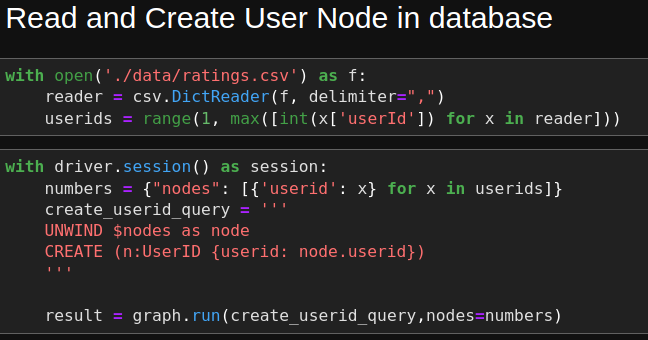 Read and Create User Node in database
with open('./data/ratings.csv') as f:
    reader = csv.DictReader(f, delimiter=",")
    userids = range(1, max([int(x['userId']) for x in reader]))
with driver.session() as session:
    numbers = {"nodes": [{'userid': x} for x in userids]}
    create_userid_query = '''
    UNWIND $nodes as node
    CREATE (n:UserID {userid: node.userid})
    '''
    result = graph.run(create_userid_query,nodes=numbers)